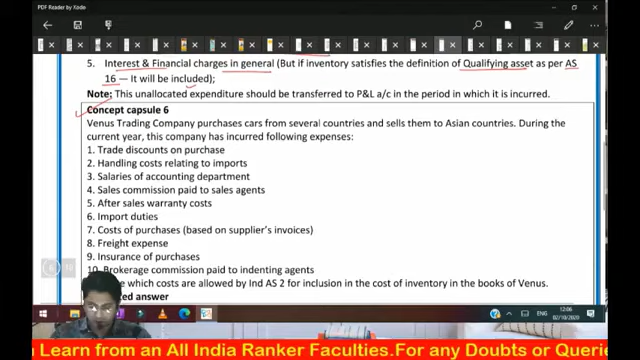 PDF Reader by Xodo
5. Interest & Financial charges in general (But if inventory satisfies the definition of Qualifying asset as per AS
16 — It will be included)
Note: This unallocated expenditure should be transferred to P&L a/c in the period in which it is incurred.
Concept capsule 6
Venus Trading Company purchases cars from several countries and sells them to Asian countries. During the
current year, this company has incurred following expenses:
1. Trade discounts on purchase
2. Handling costs relating to imports
3. Salaries of accounting department
4. Sales commission paid to sales agents
5. After sales warranty costs
6. Import duties
7. Costs of purchases (based on supplier's invoices)
8. Freight expense
9. Insurance of purchases
10. Brokerage commission paid to indenting agents
which costs are allowed by Ind AS 2 for inclusion in the cost of inventory in the books of Venus.
answer
ENG
12:06
02/10/2020
Learn from an All India Ranker Faculties.For any Doubts or Querie